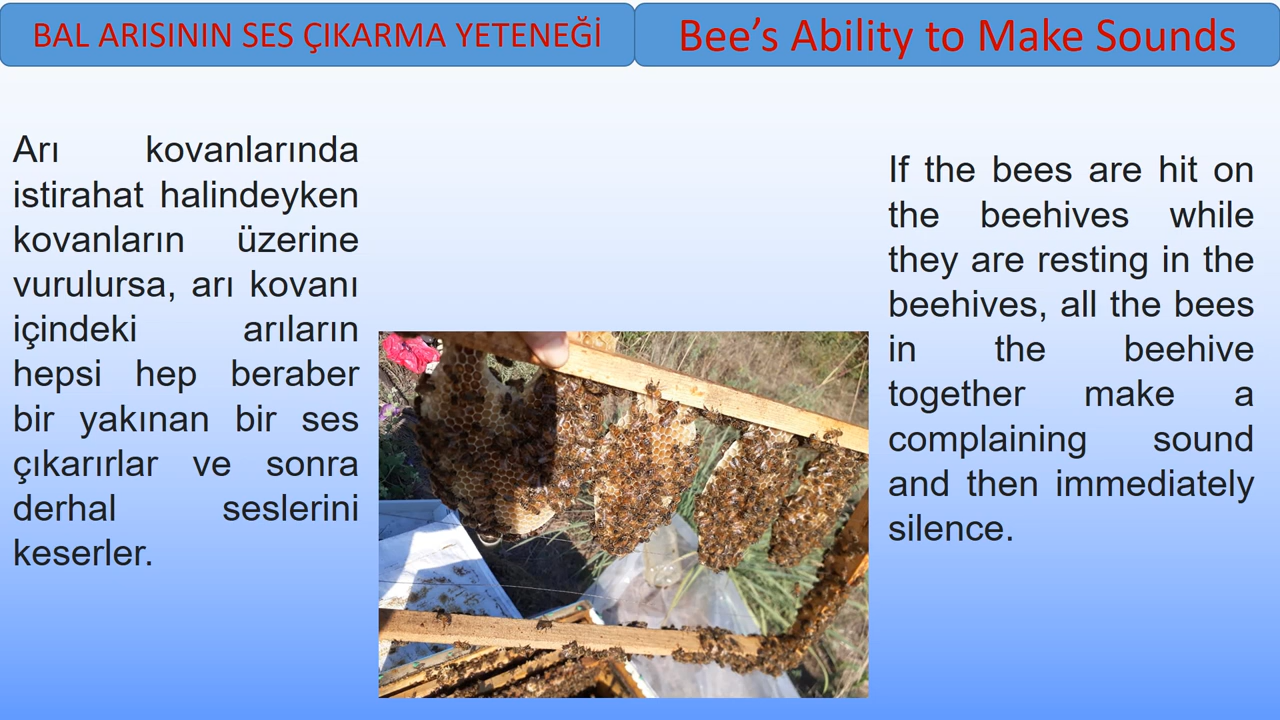 BAL ARISININ SES ÇIKARMA YETENEĞİ
Bee’s Ability to Make Sounds
Arı kovanlarında
istirahat halindeyken
kovanların üzerine
vurulursa, arı kovanı
içindeki arıların
hepsi hep beraber
bir yakınan bir ses
çıkarırlar ve sonra
derhal seslerini
keserler.
If the bees are hit on
the beehives while
they are resting in the
beehives, all the bees
in the beehive
together make a
complaining sound
and then immediately
silence.